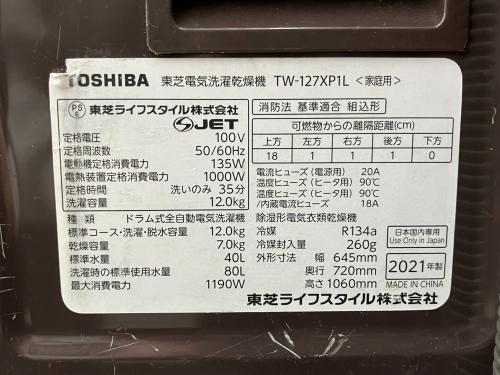 TOSHIBA 東芝電気洗濯乾燥機 TW-127XP1L <家庭用>
PSE 東芝ライフスタイル株式会社
JET
定格電圧 100V
定格周波数 50/60Hz
電動機定格消費電力 135W
電熱装置定格消費電力 1000W
定格時間 洗いのみ 35分
洗濯容量 12.0kg
消防法 基準適合 組込形
可燃物からの離隔距離(cm)
上方 左方 右方 後方 下方
18 1 1 1 0
電流ヒューズ(電源用) 20A
温度ヒューズ(ヒータ用) 90℃
温度ヒューズ(ヒータ用) 90℃
/内蔵電流ヒューズ 18A
種類 ドラム式全自動電気洗濯機
標準コース・洗濯・脱水容量 12.0kg
乾燥容量 7.0kg
標準水量 40L
洗濯時の標準使用水量 80L
最大消費電力 1190W
除湿形電気衣類乾燥機
冷媒 R134a
冷媒封入量 260g
外形寸法 幅 645mm
奥行 720mm
高さ 1060mm
日本国内専用
Use Only in Japan
2021年製
MADE IN CHINA
東芝ライフスタイル株式会社